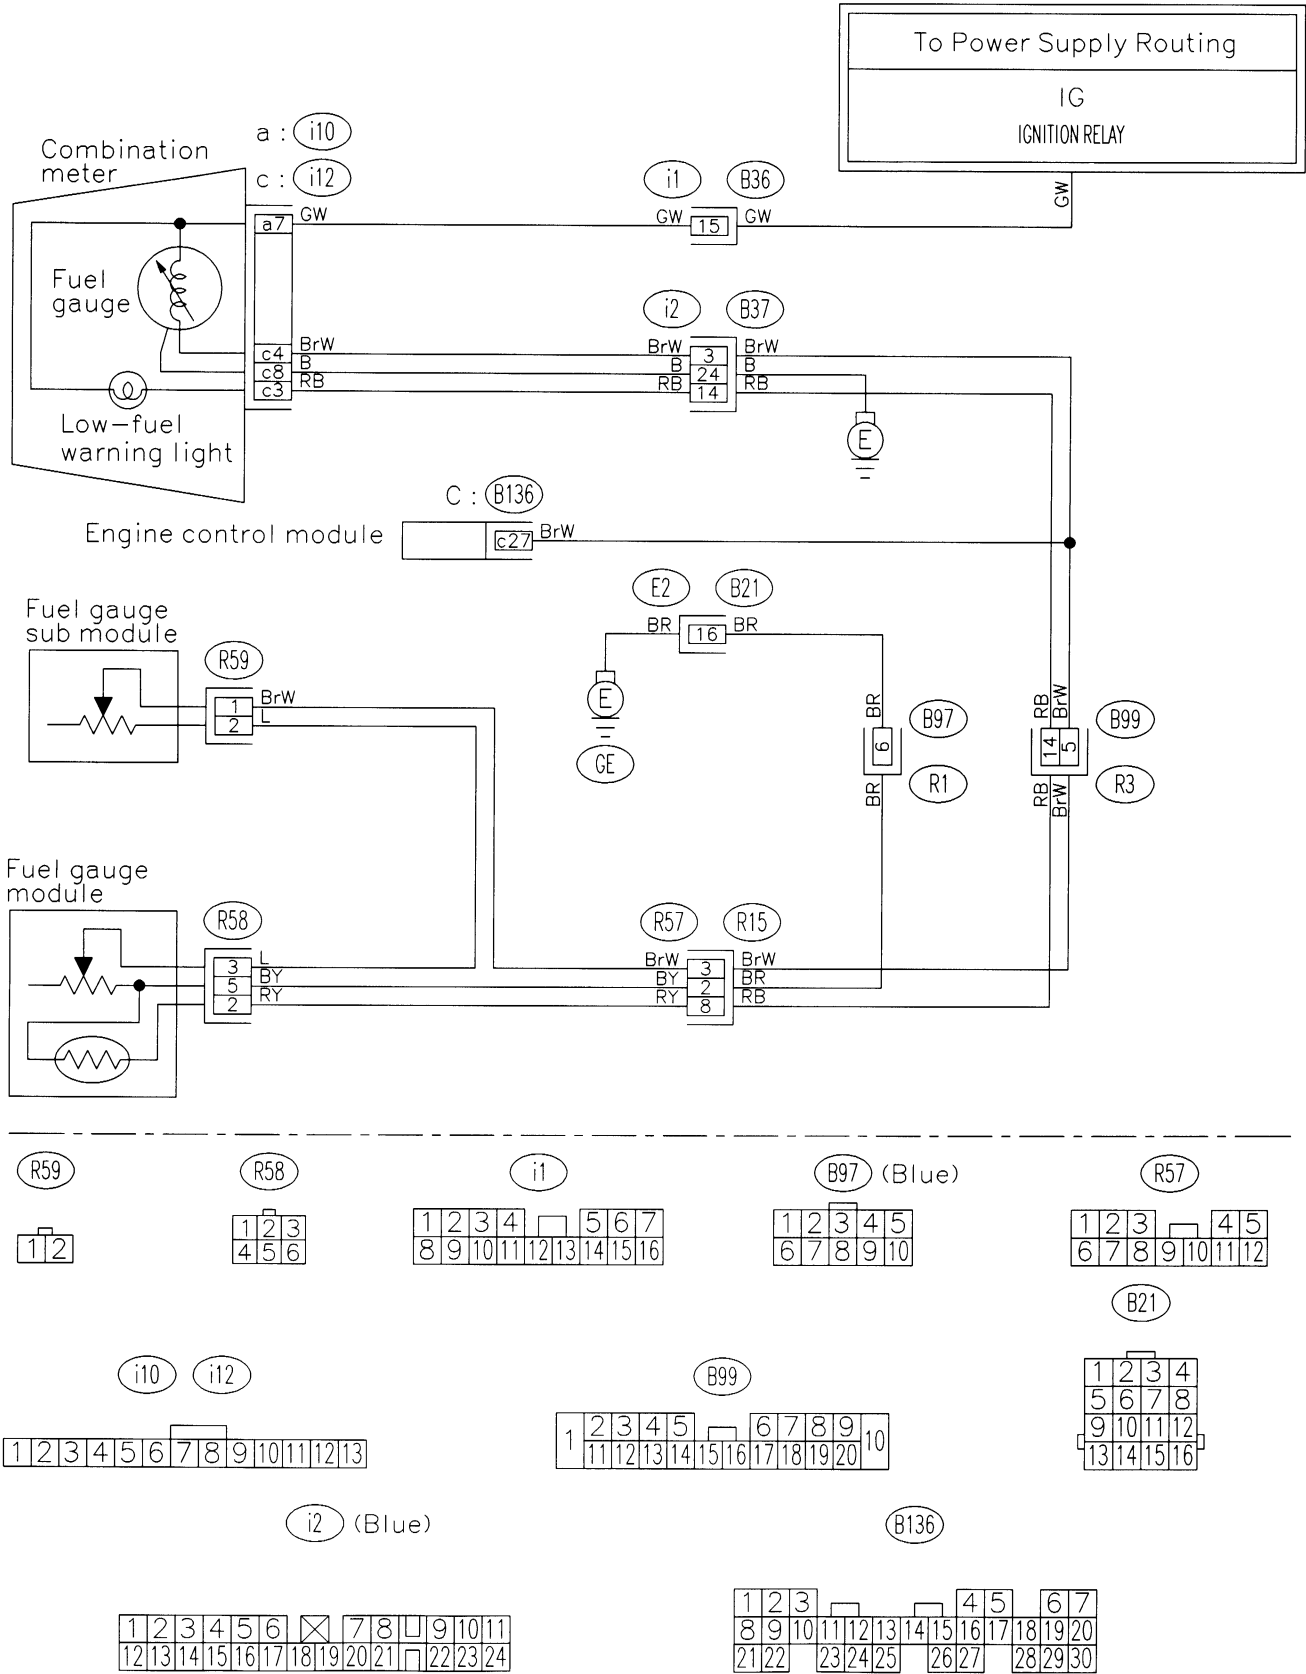 To Power Supply Routing
IG
IGNITION RELAY
GW
a : i10
c : i12
Combination
meter
i1 B36
a7 GW GW 15 GW
Fuel
gauge
i2 B37
c4 BrW BrW 3 BrW
c8 B B 24 B
c3 RB RB 14 RB
Low-fuel
warning light
E
C : B136
Engine control module c27 BrW
E2 B21
BR 16 BR
Fuel gauge
sub module
R59
1 BrW
2 L
E
GE
BR RB BrW
B97 B99
6 14 5
R1 R3
BR RB BrW
Fuel gauge
module
R58 R57 R15
3 L BrW 3 BrW
5 BY BY 2 BR
2 RY RY 8 RB
R59 R58 i1 B97 (Blue) R57
1 2
1 2 3
4 5 6
1 2 3 4 5 6 7
8 9 10 11 12 13 14 15 16
1 2 3 4 5
6 7 8 9 10
1 2 3 4 5
6 7 8 9 10 11 12
B21
1 2 3 4
5 6 7 8
9 10 11 12
13 14 15 16
i10 i12
1 2 3 4 5 6 7 8 9 10 11 12 13
B99
1 2 3 4 5 6 7 8 9 10
11 12 13 14 15 16 17 18 19 20
i2 (Blue)
1 2 3 4 5 6 7 8 9 10 11
12 13 14 15 16 17 18 19 20 21 22 23 24
B136
1 2 3 4 5 6 7
8 9 10 11 12 13 14 15 16 17 18 19 20
21 22 23 24 25 26 27 28 29 30